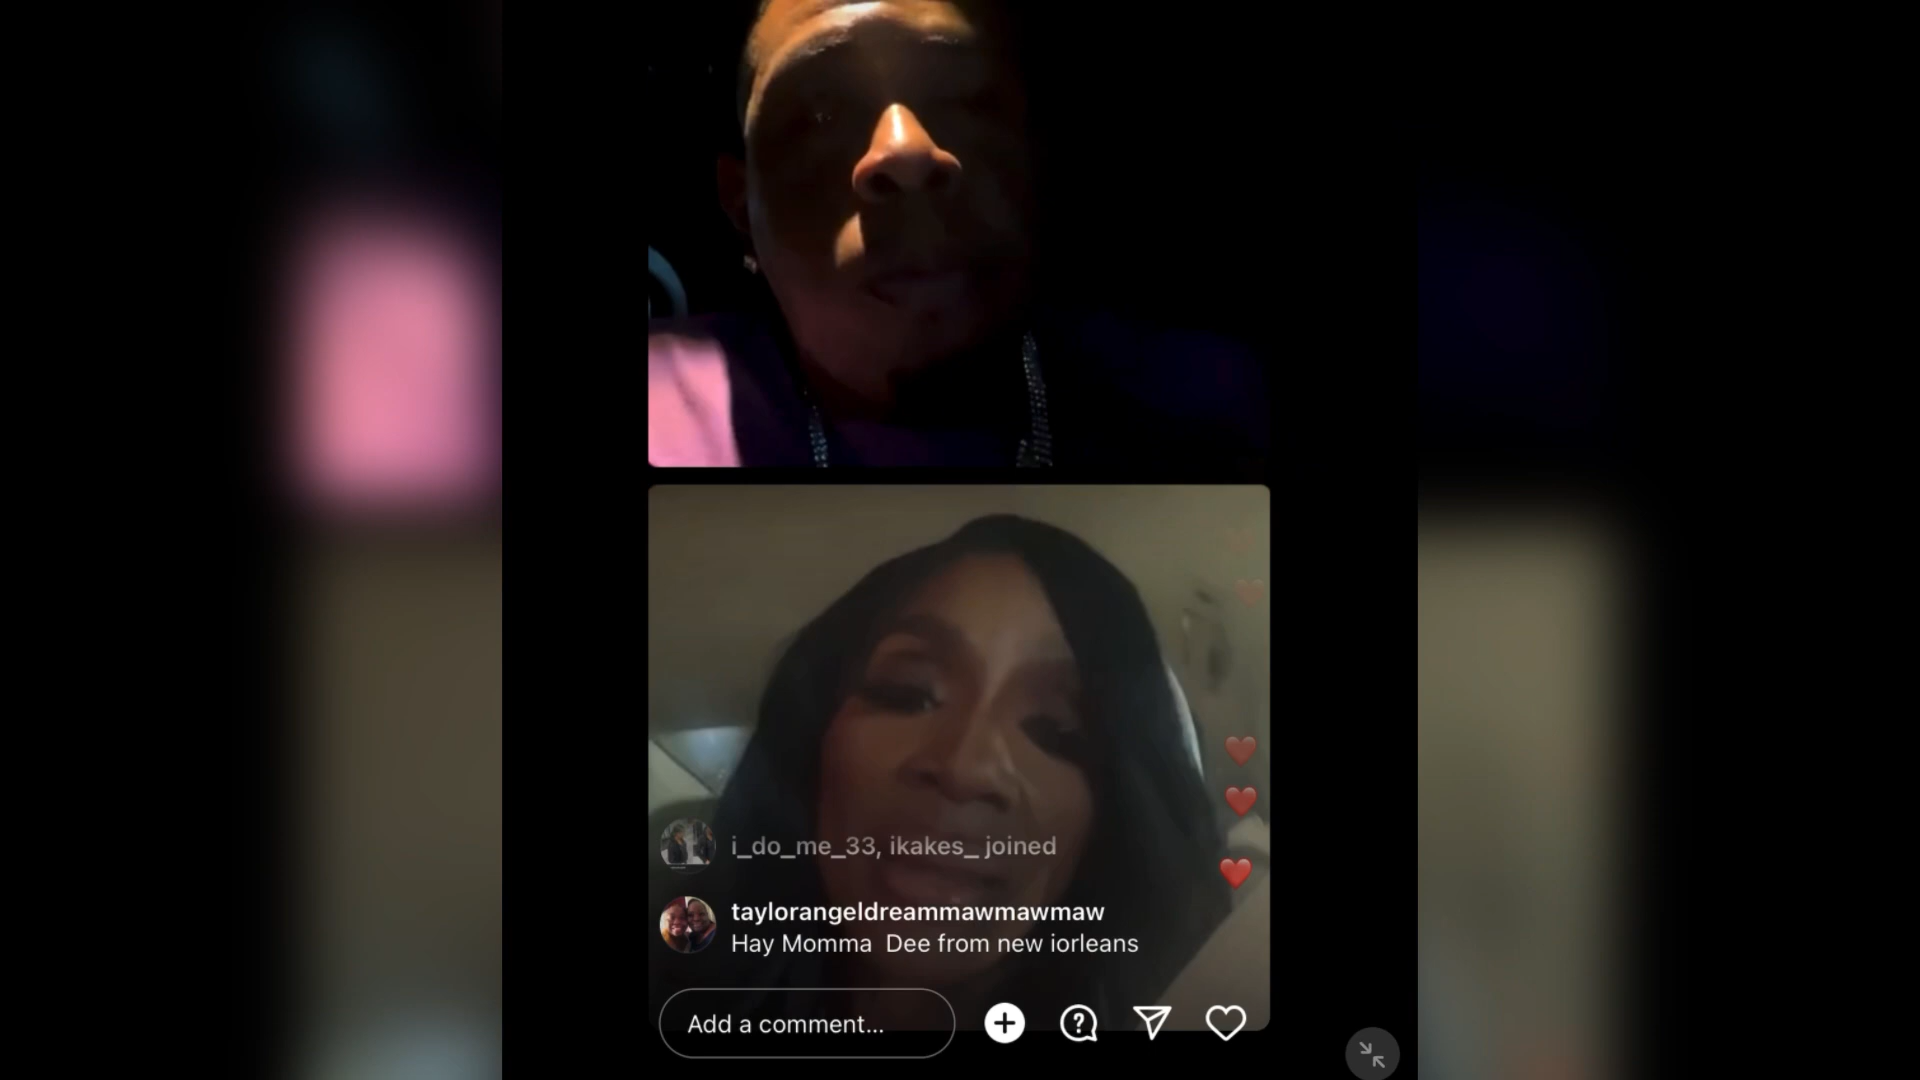 i_do_me_33, ikakes_ joined
taylorangeldreammawmawmaw
Hay Momma  Dee from new iorleans
Add a comment...